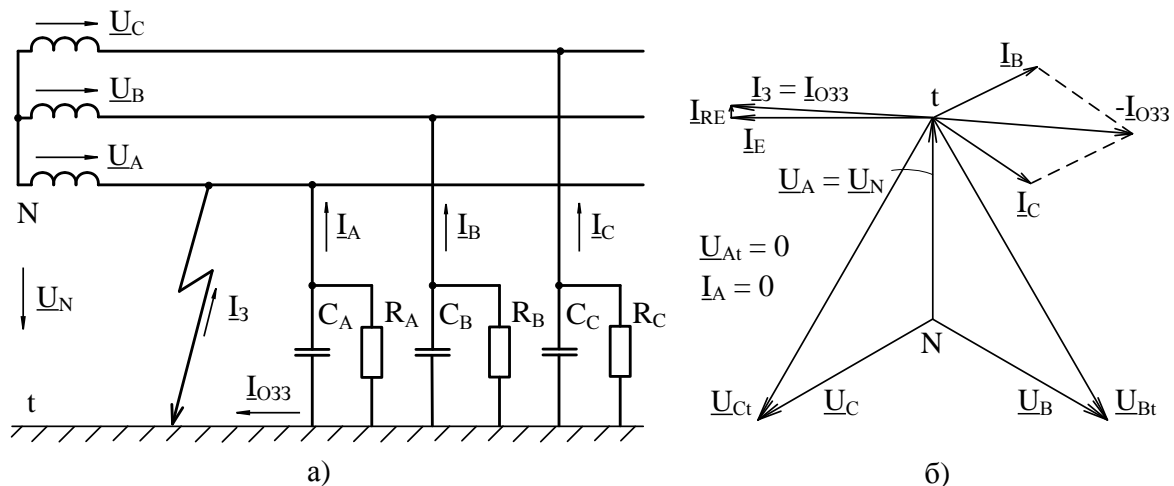 U_C
U_B
U_A
N
U_N
t
I_З
I_A
I_B
I_C
C_A
R_A
C_B
R_B
C_C
R_C
I_ОЗЗ
а)
I_B
t
I_З = I_ОЗЗ
I_RE
I_E
-I_ОЗЗ
I_C
U_A = U_N
U_At = 0
I_A = 0
N
U_Ct
U_C
U_B
U_Bt
б)